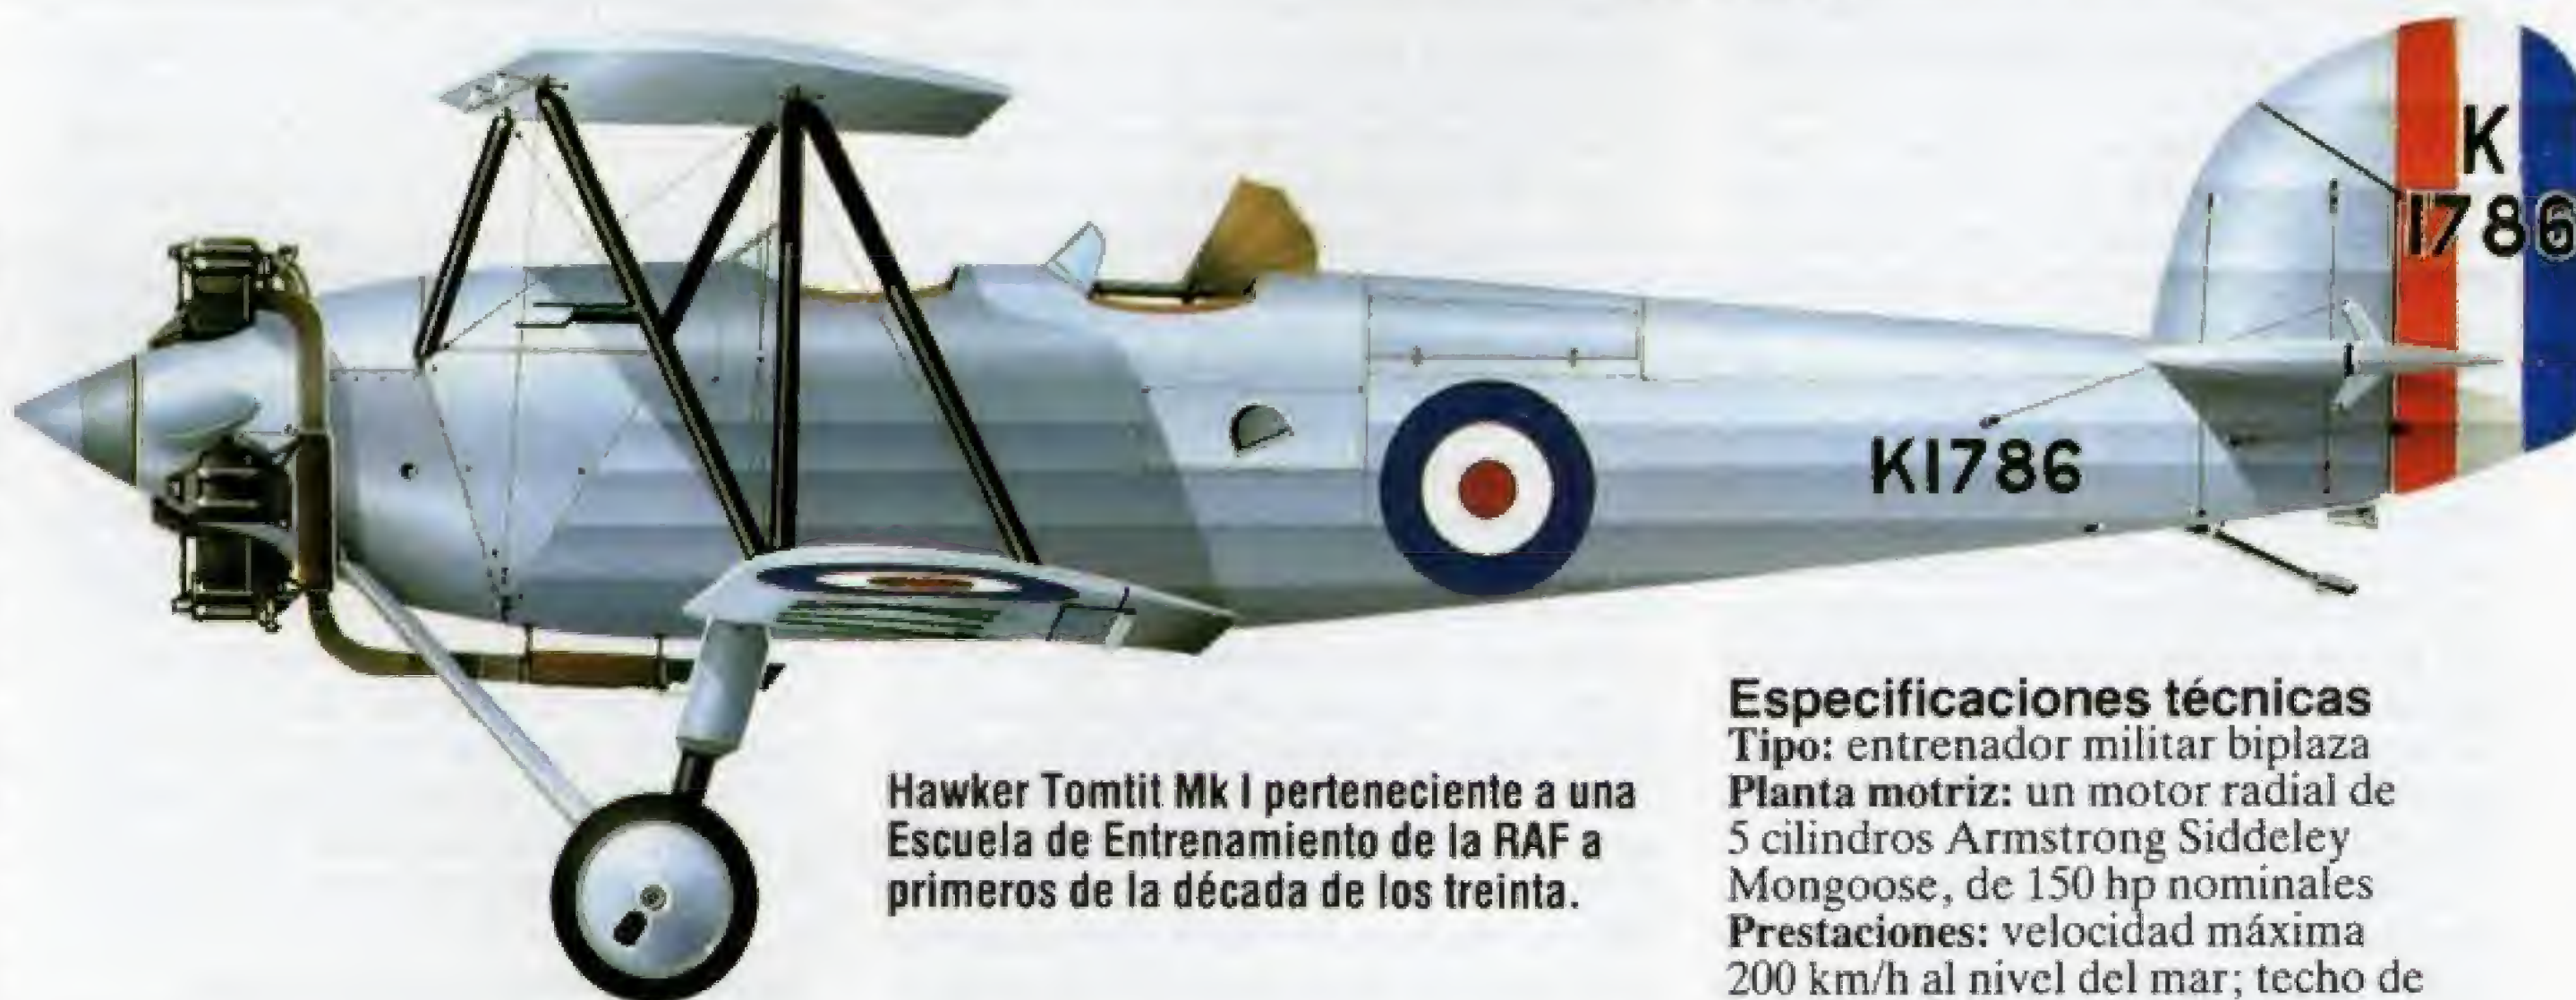 K
1786
K1786
Hawker Tomtit Mk I perteneciente a una
Escuela de Entrenamiento de la RAF a
primeros de la década de los treinta.
Especificaciones técnicas
Tipo: entrenador militar biplaza
Planta motriz: un motor radial de
5 cilindros Armstrong Siddeley
Mongoose, de 150 hp nominales
Prestaciones: velocidad máxima
200 km/h al nivel del mar; techo de